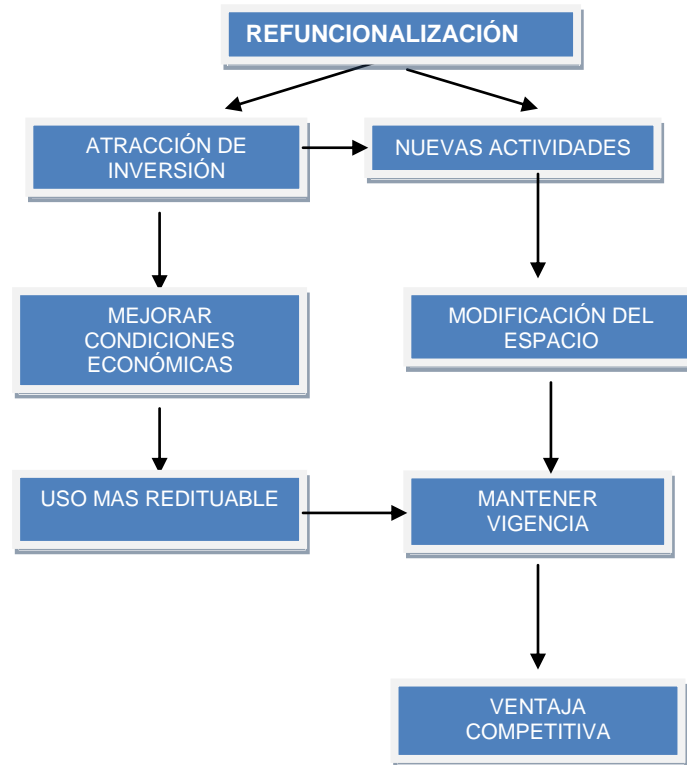 REFUNCIONALIZACIÓN
ATRACCIÓN DE
INVERSIÓN
NUEVAS ACTIVIDADES
MEJORAR
CONDICIONES
ECONÓMICAS
MODIFICACIÓN DEL
ESPACIO
USO MAS REDITUABLE
MANTENER
VIGENCIA
VENTAJA
COMPETITIVA